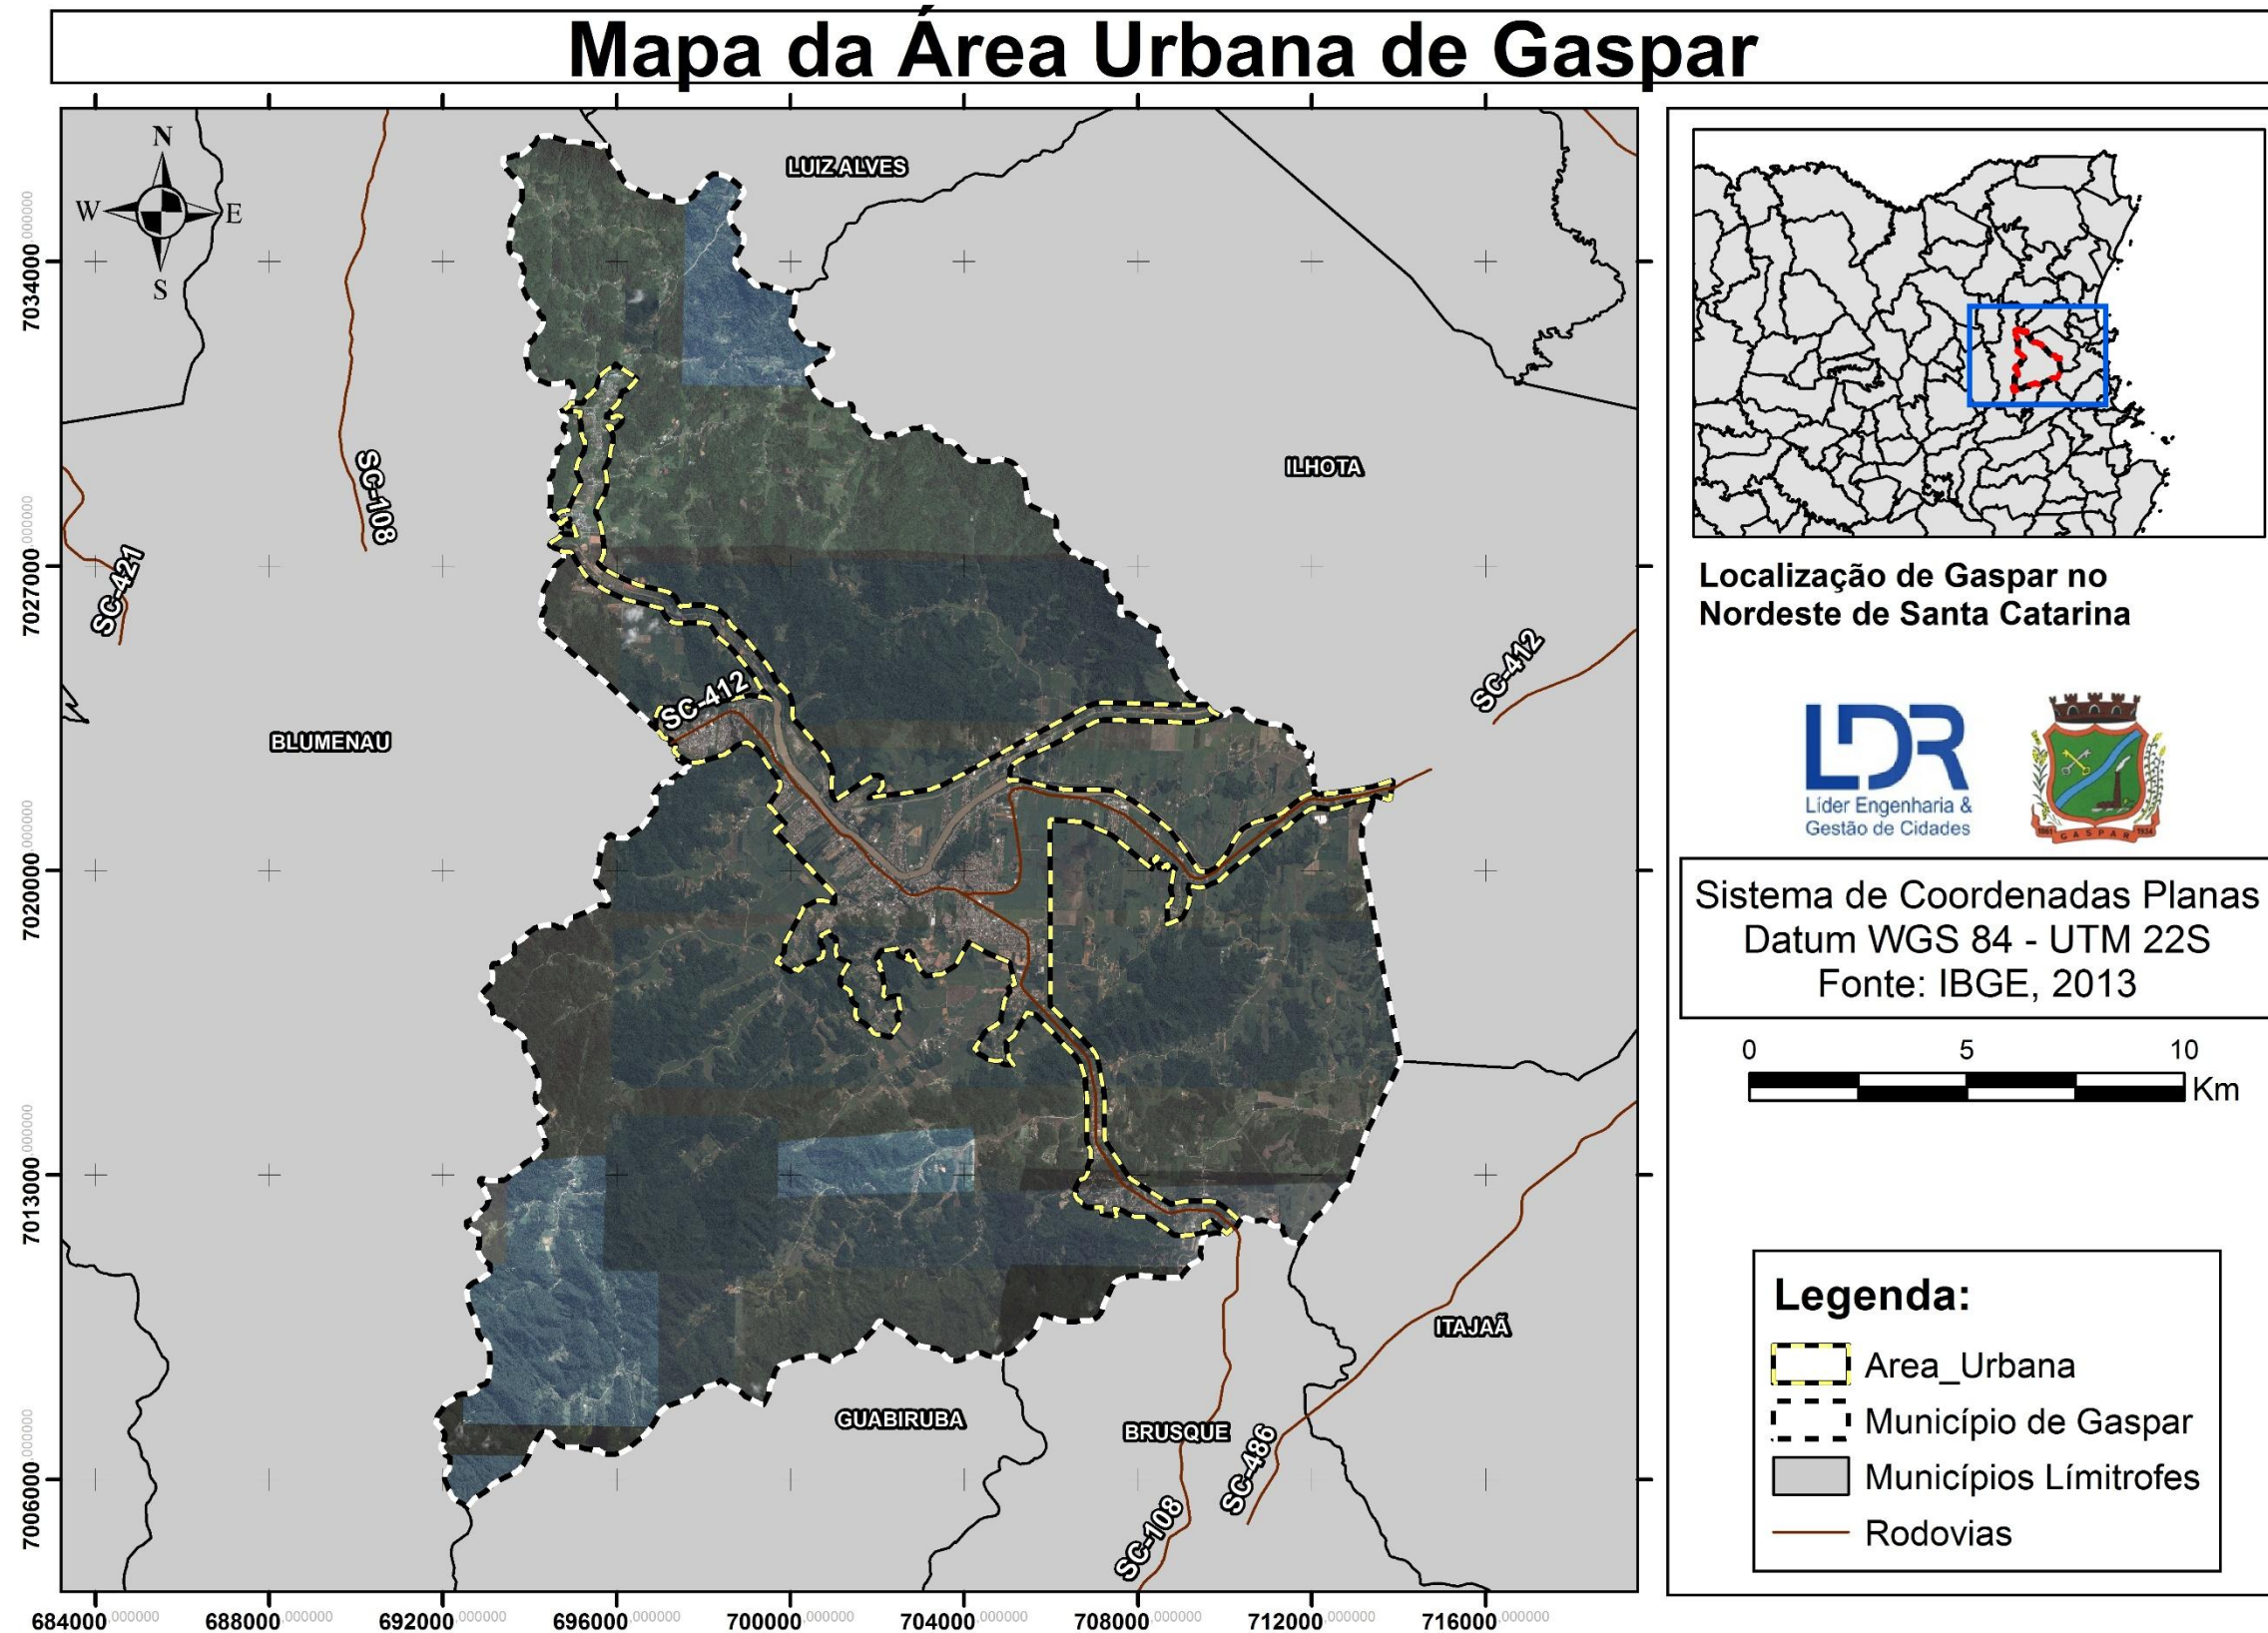 Mapa da Área Urbana de Gaspar
N
W
E
S
LUIZ ALVES
ILHOTA
SC-108
SC-421
SC-412
SC-412
BLUMENAU
ITAJAÃ
GUABIRUBA
BRUSQUE
SC-486
SC-108
7034000,000000
7027000,000000
7020000,000000
7013000,000000
7006000,000000
684000,000000
688000,000000
692000,000000
696000,000000
700000,000000
704000,000000
708000,000000
712000,000000
716000,000000
Localização de Gaspar no
Nordeste de Santa Catarina
LDR
Líder Engenharia &
Gestão de Cidades
GASPAR
1934
Sistema de Coordenadas Planas
Datum WGS 84 - UTM 22S
Fonte: IBGE, 2013
0 5 10
Km
Legenda:
Area_Urbana
Município de Gaspar
Municípios Límitrofes
Rodovias